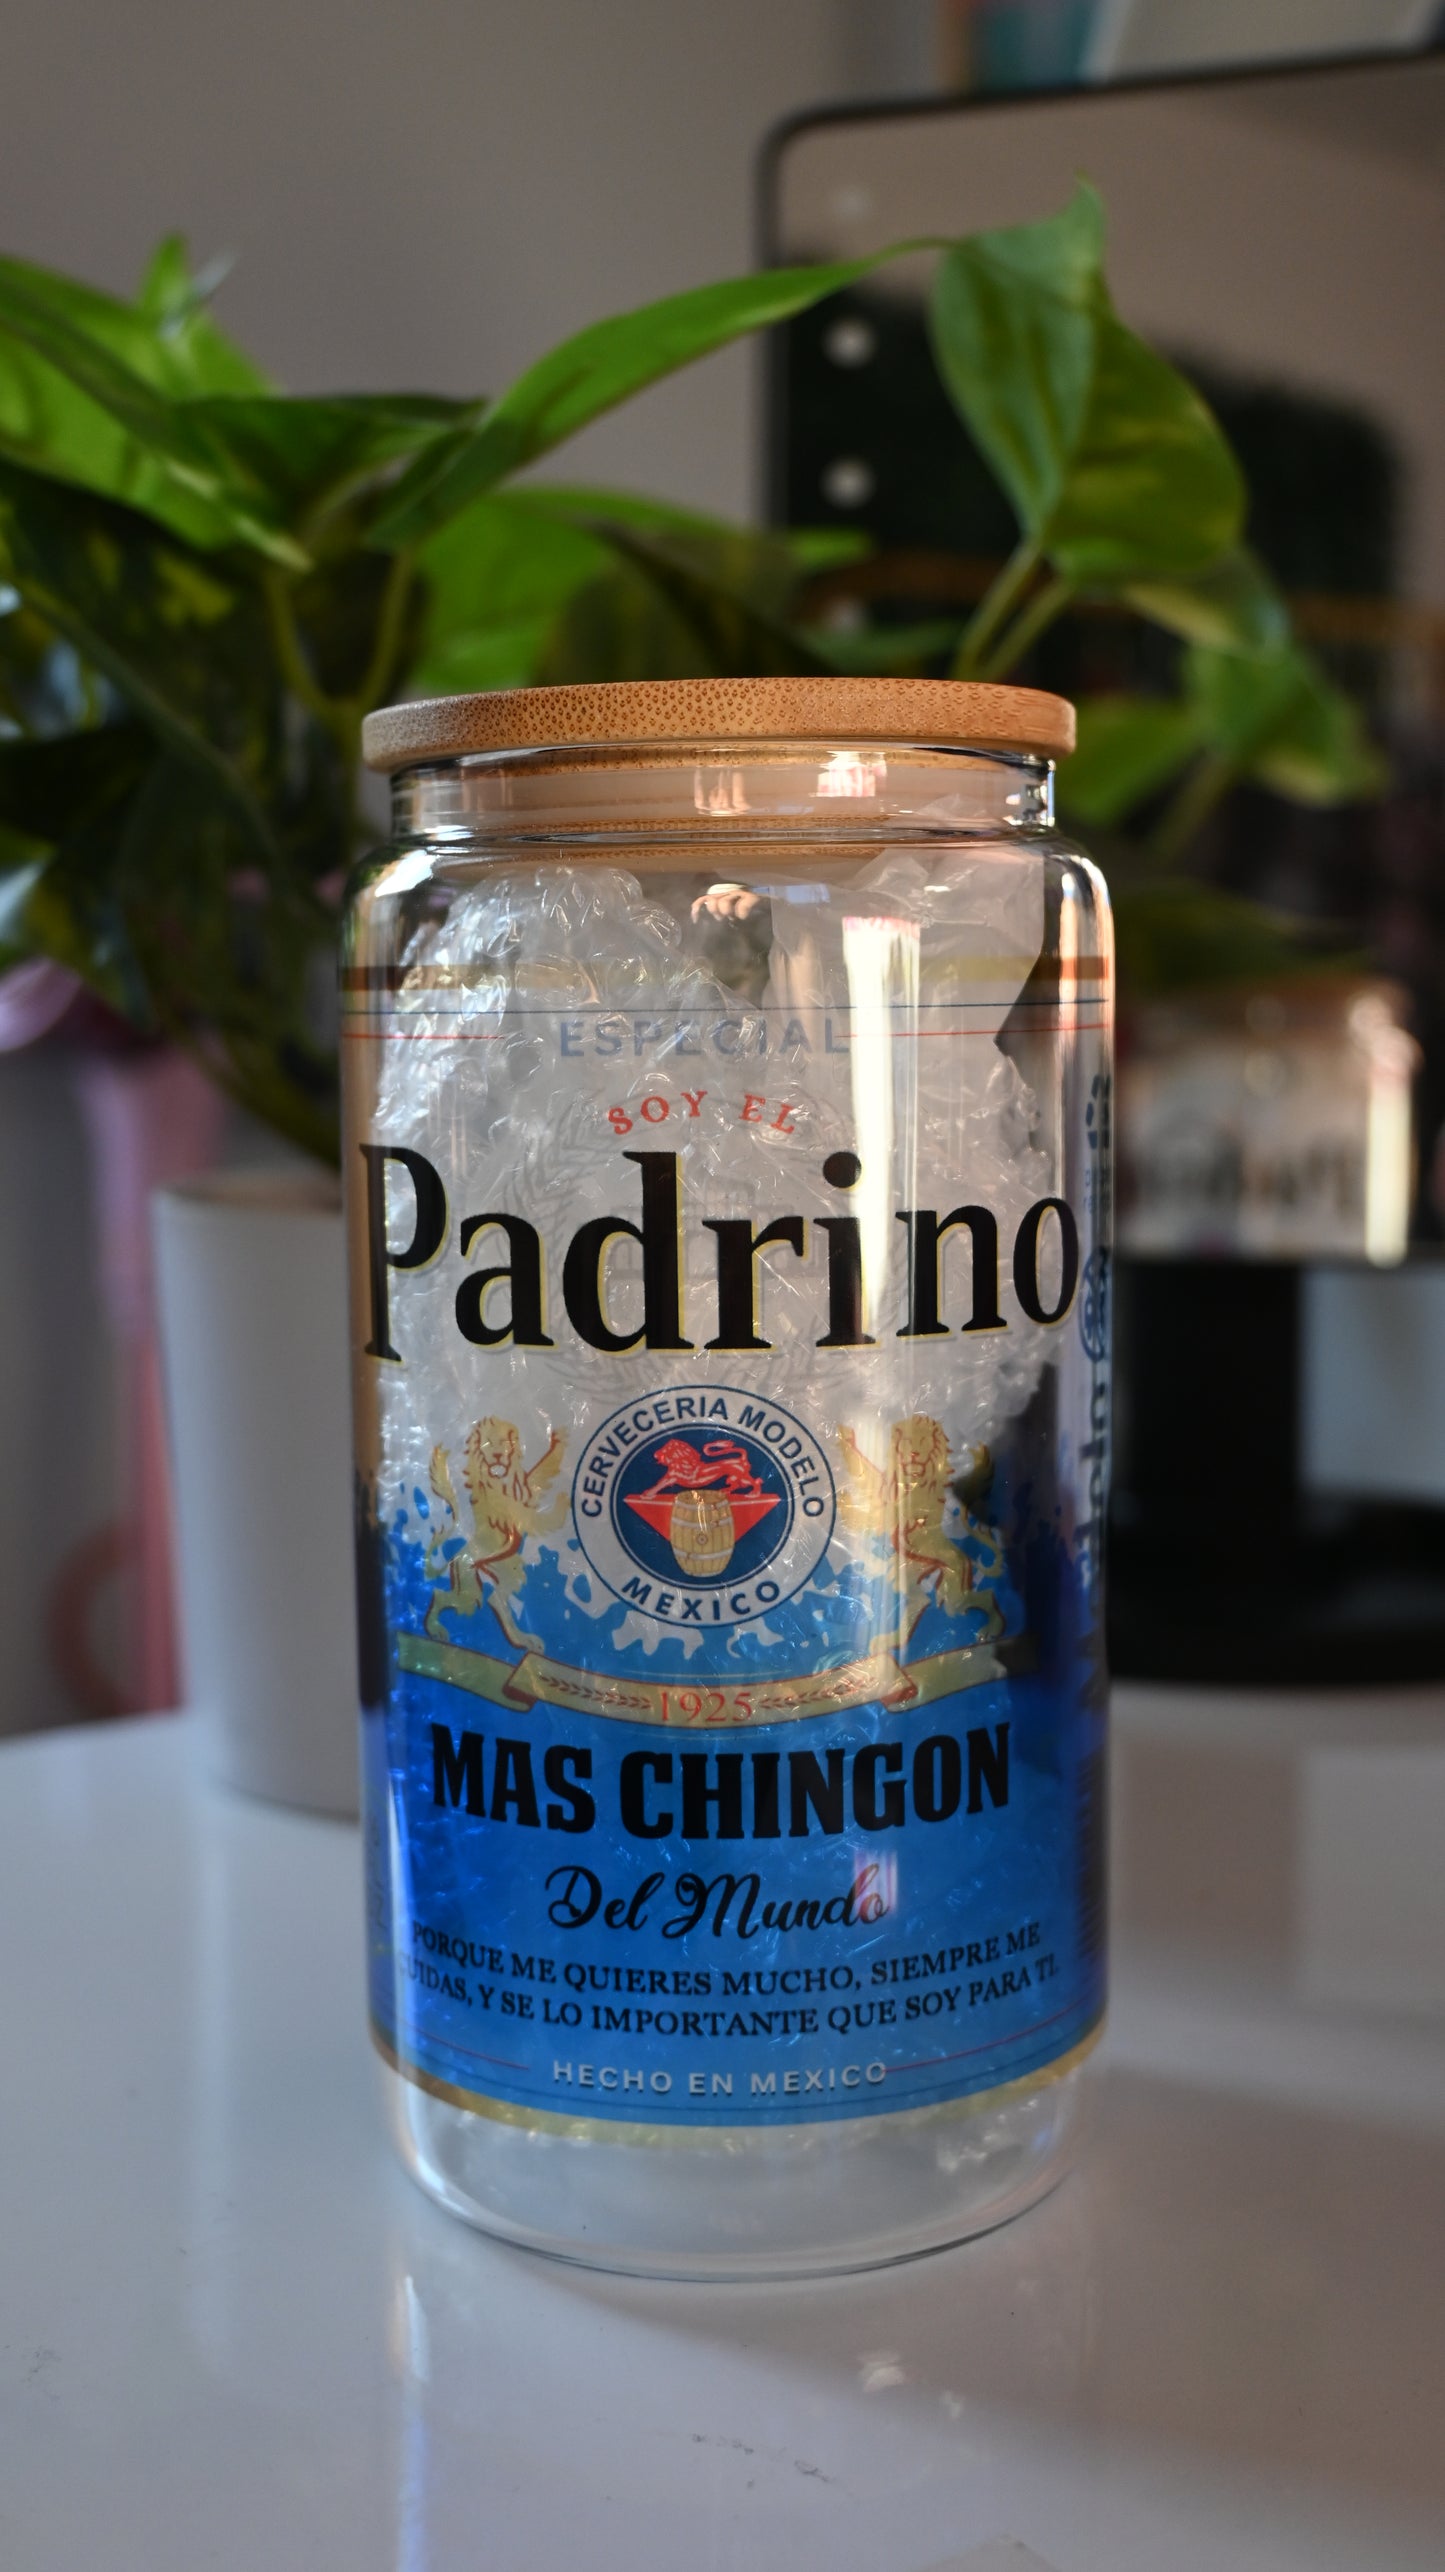 ESPECIAL
SOY EL
Padrino
CERVECERIA MODELO
MEXICO
1925
MAS CHINGON
Del Mundo
PORQUE ME QUIERES MUCHO, SIEMPRE ME
CUIDAS, Y SE LO IMPORTANTE QUE SOY PARA TI.
HECHO EN MEXICO